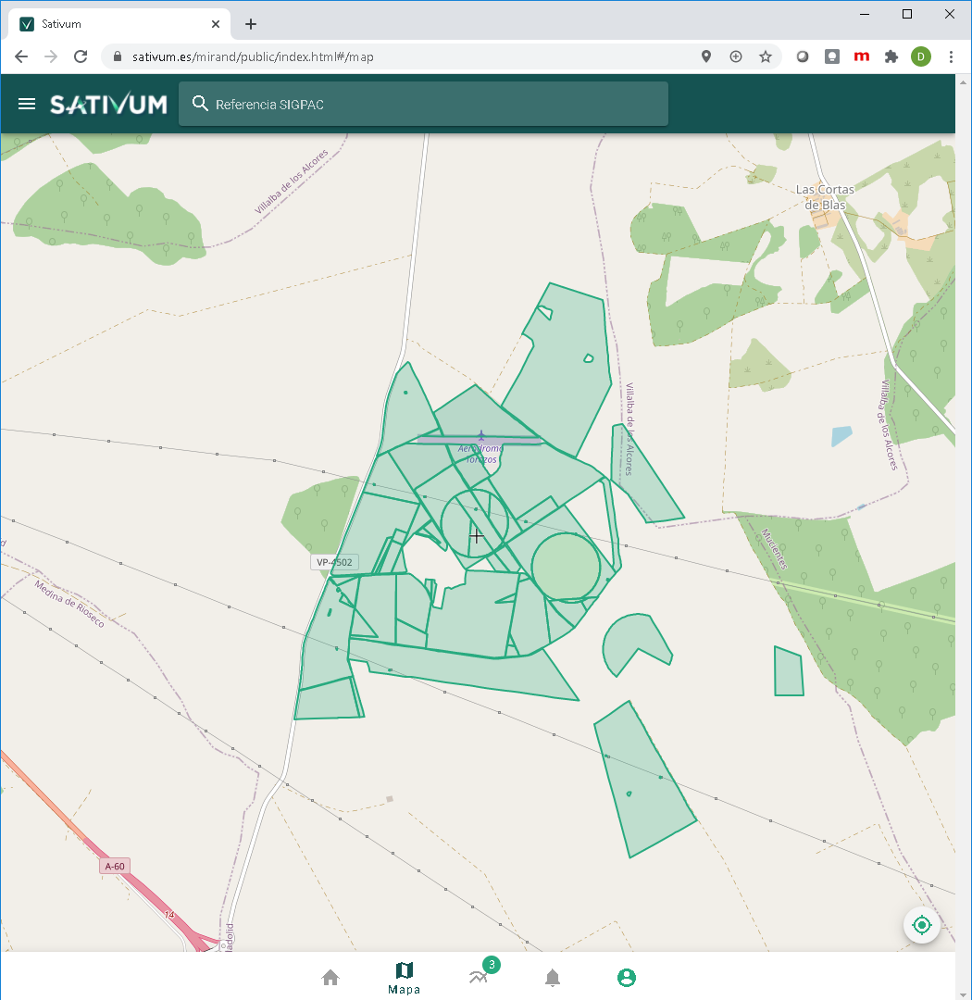 Sativum
sativum.es/mirand/public/index.html#/map
m
D
SATIVUM
Referencia SIGPAC
Villalba de los Alcores
Las Cortas
de Blas
Villalba de los Alcores
Villalba de los Alcores
Aeródromo
Torozos
Mucientes
VP-4502
Medina de Rioseco
A-60
14
3
Mapa